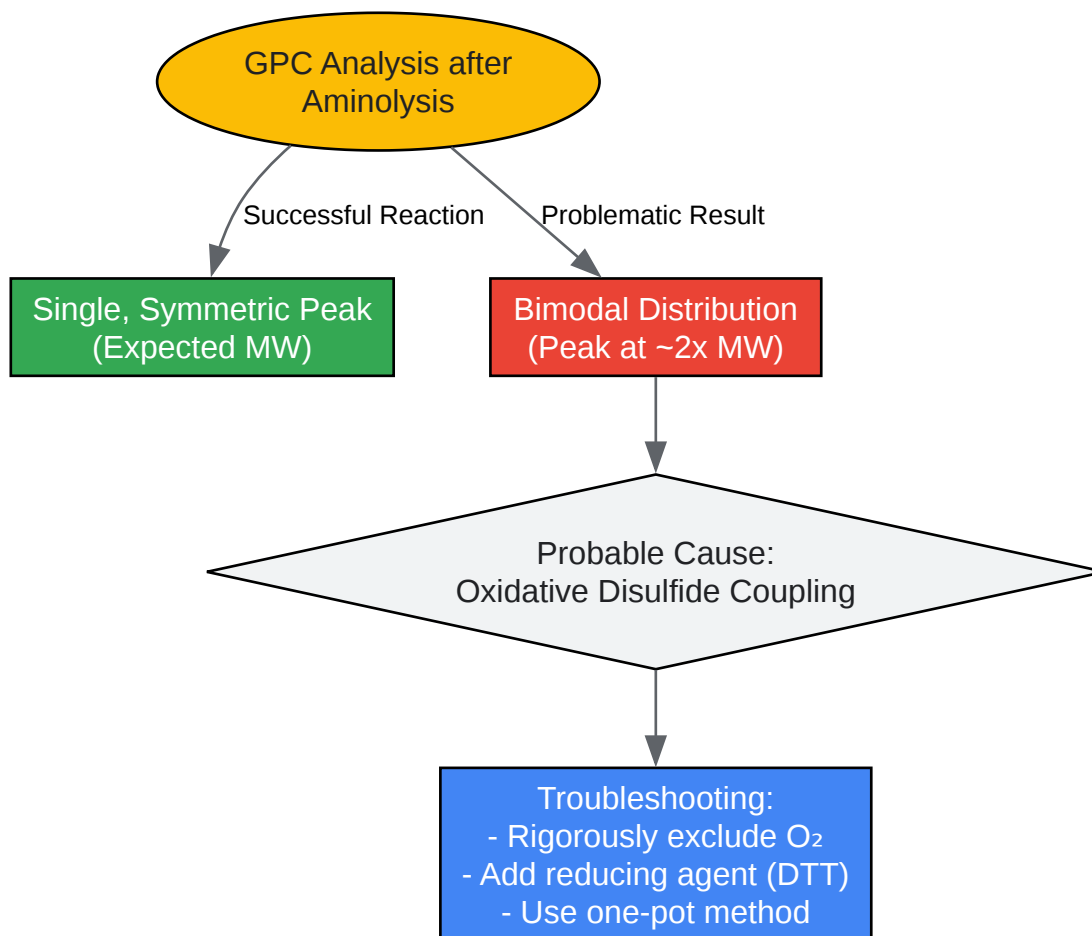 GPC Analysis after
Aminolysis
Successful Reaction
Problematic Result
Single, Symmetric Peak
(Expected MW)
Bimodal Distribution
(Peak at ~2x MW)
Probable Cause:
Oxidative Disulfide Coupling
Troubleshooting:
- Rigorously exclude O₂
- Add reducing agent (DTT)
- Use one-pot method